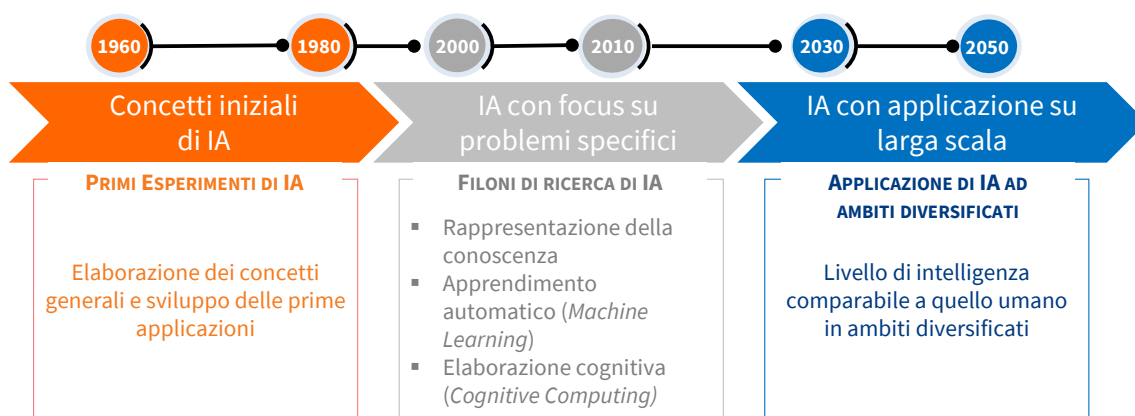 1960
1980
2000
2010
2030
2050
Concetti iniziali
di IA
IA con focus su
problemi specifici
IA con applicazione su
larga scala
PRIMI ESPERIMENTI DI IA
Elaborazione dei concetti
generali e sviluppo delle prime
applicazioni
FILONI DI RICERCA DI IA
▪ Rappresentazione della
conoscenza
▪ Apprendimento
automatico (Machine
Learning)
▪ Elaborazione cognitiva
(Cognitive Computing)
APPLICAZIONE DI IA AD
AMBITI DIVERSIFICATI
Livello di intelligenza
comparabile a quello umano
in ambiti diversificati